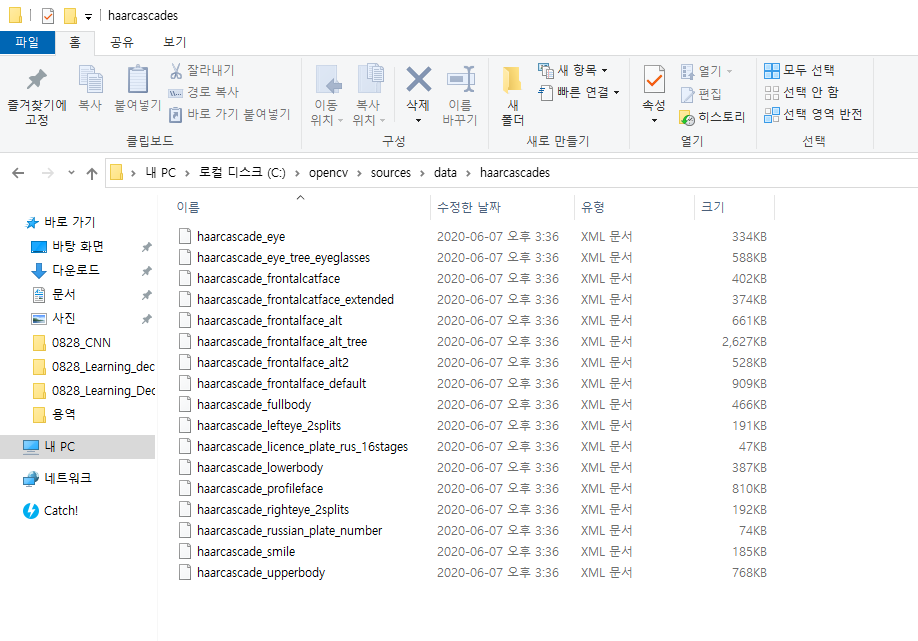 haarcascades
파일 홈 공유 보기
즐겨찾기에 고정
복사
붙여넣기
잘라내기
경로 복사
바로 가기 붙여넣기
클립보드
이동 위치
복사 위치
삭제
이름 바꾸기
구성
새 폴더
새 항목
빠른 연결
새로 만들기
속성
열기
편집
히스토리
열기
모두 선택
선택 안 함
선택 영역 반전
선택
내 PC > 로컬 디스크 (C:) > opencv > sources > data > haarcascades
바로 가기
바탕 화면
다운로드
문서
사진
0828_CNN
0828_Learning_dec
0828_Learning_Dec
용역
내 PC
네트워크
Catch!
이름 수정한 날짜 유형 크기
haarcascade_eye 2020-06-07 오후 3:36 XML 문서 334KB
haarcascade_eye_tree_eyeglasses 2020-06-07 오후 3:36 XML 문서 588KB
haarcascade_frontalcatface 2020-06-07 오후 3:36 XML 문서 402KB
haarcascade_frontalcatface_extended 2020-06-07 오후 3:36 XML 문서 374KB
haarcascade_frontalface_alt 2020-06-07 오후 3:36 XML 문서 661KB
haarcascade_frontalface_alt_tree 2020-06-07 오후 3:36 XML 문서 2,627KB
haarcascade_frontalface_alt2 2020-06-07 오후 3:36 XML 문서 528KB
haarcascade_frontalface_default 2020-06-07 오후 3:36 XML 문서 909KB
haarcascade_fullbody 2020-06-07 오후 3:36 XML 문서 466KB
haarcascade_lefteye_2splits 2020-06-07 오후 3:36 XML 문서 191KB
haarcascade_licence_plate_rus_16stages 2020-06-07 오후 3:36 XML 문서 47KB
haarcascade_lowerbody 2020-06-07 오후 3:36 XML 문서 387KB
haarcascade_profileface 2020-06-07 오후 3:36 XML 문서 810KB
haarcascade_righteye_2splits 2020-06-07 오후 3:36 XML 문서 192KB
haarcascade_russian_plate_number 2020-06-07 오후 3:36 XML 문서 74KB
haarcascade_smile 2020-06-07 오후 3:36 XML 문서 185KB
haarcascade_upperbody 2020-06-07 오후 3:36 XML 문서 768KB